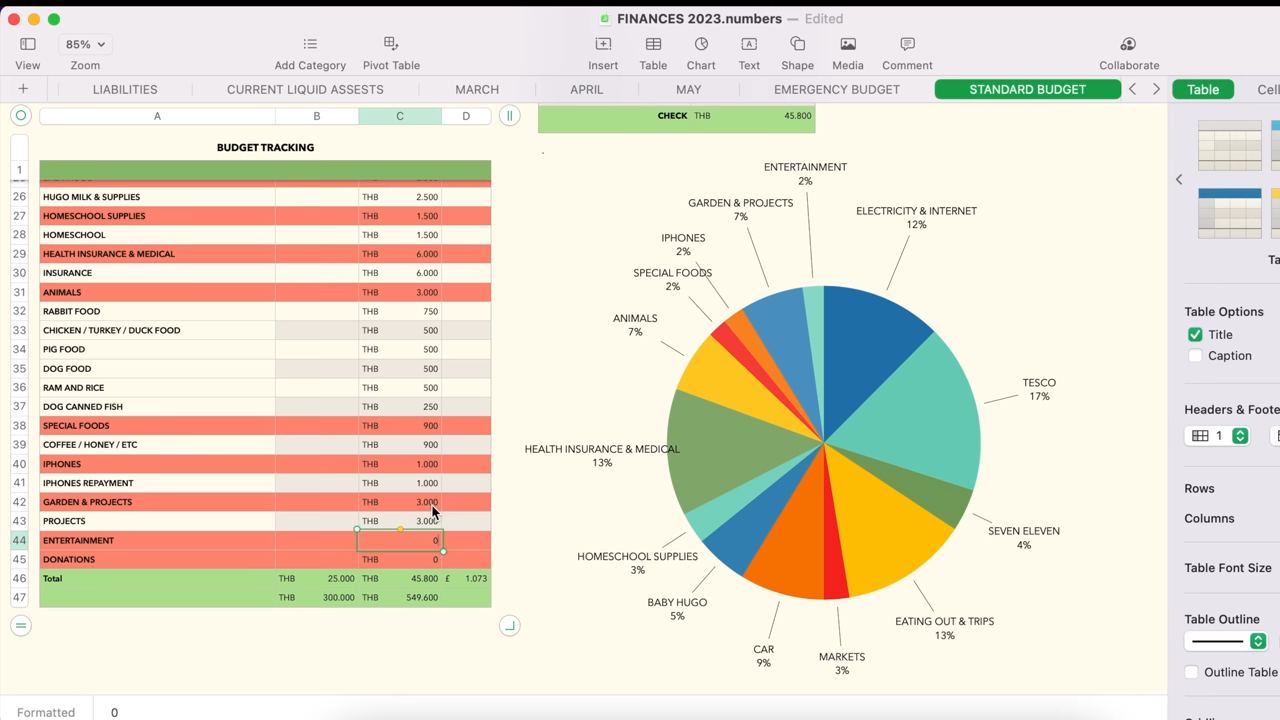 FINANCES 2023.numbers — Edited
85%
View
Zoom
Add Category
Pivot Table
Insert
Table
Chart
Text
Shape
Media
Comment
Collaborate
+ LIABILITIES CURRENT LIQUID ASSESTS MARCH APRIL MAY EMERGENCY BUDGET STANDARD BUDGET
Table Cell
A B C D
BUDGET TRACKING
1
26 HUGO MILK & SUPPLIES THB 2.500
27 HOMESCHOOL SUPPLIES THB 1.500
28 HOMESCHOOL THB 1.500
29 HEALTH INSURANCE & MEDICAL THB 6.000
30 INSURANCE THB 6.000
31 ANIMALS THB 3.000
32 RABBIT FOOD THB 750
33 CHICKEN / TURKEY / DUCK FOOD THB 500
34 PIG FOOD THB 500
35 DOG FOOD THB 500
36 RAM AND RICE THB 500
37 DOG CANNED FISH THB 250
38 SPECIAL FOODS THB 900
39 COFFEE / HONEY / ETC THB 900
40 IPHONES THB 1.000
41 IPHONES REPAYMENT THB 1.000
42 GARDEN & PROJECTS THB 3.000
43 PROJECTS THB 3.000
44 ENTERTAINMENT 0
45 DONATIONS THB 0
46 Total THB 25.000 THB 45.800 £ 1.073
47 THB 300.000 THB 549.600
CHECK THB 45.800
ENTERTAINMENT
2%
GARDEN & PROJECTS
7%
ELECTRICITY & INTERNET
12%
IPHONES
2%
SPECIAL FOODS
2%
ANIMALS
7%
TESCO
17%
HEALTH INSURANCE & MEDICAL
13%
SEVEN ELEVEN
4%
HOMESCHOOL SUPPLIES
3%
BABY HUGO
5%
EATING OUT & TRIPS
13%
CAR
9%
MARKETS
3%
Ta
Table Options
Title
Caption
Headers & Foote
1
Rows
Columns
Table Font Size
Table Outline
Outline Table
Formatted 0